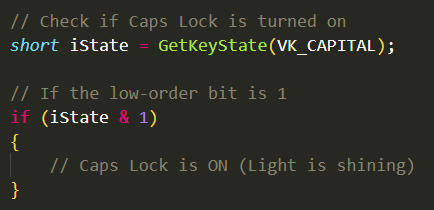 // Check if Caps Lock is turned on
short iState = GetKeyState(VK_CAPITAL);
// If the low-order bit is 1
if (iState & 1)
{
// Caps Lock is ON (Light is shining)
}